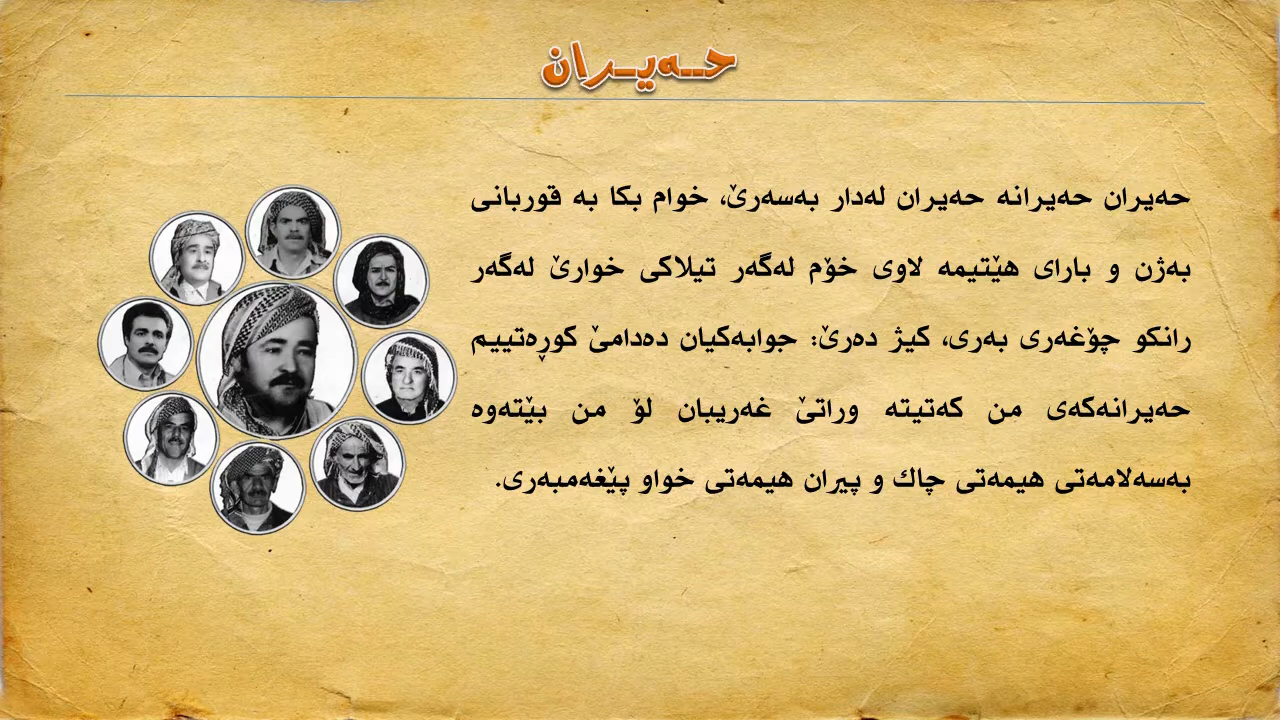 حەیران
حەیران حەیرانە حەیران لەدار بەسەرێ، خوام بکا بە قوربانی
بەژن و بارای هێتیمە لاوی خۆم لەگەر تیلاکی خوارێ لەگەر
رانکو چۆغەری بەری، کیژ دەرێ: جوابەکیان دەدامێ کوڕەتییم
حەیرانەکەی من کەتیتە وراتێ غەریبان لۆ من بێتەوە
بەسەلامەتی هیمەتی چاك و پیران هیمەتی خواو پێغەمبەری.